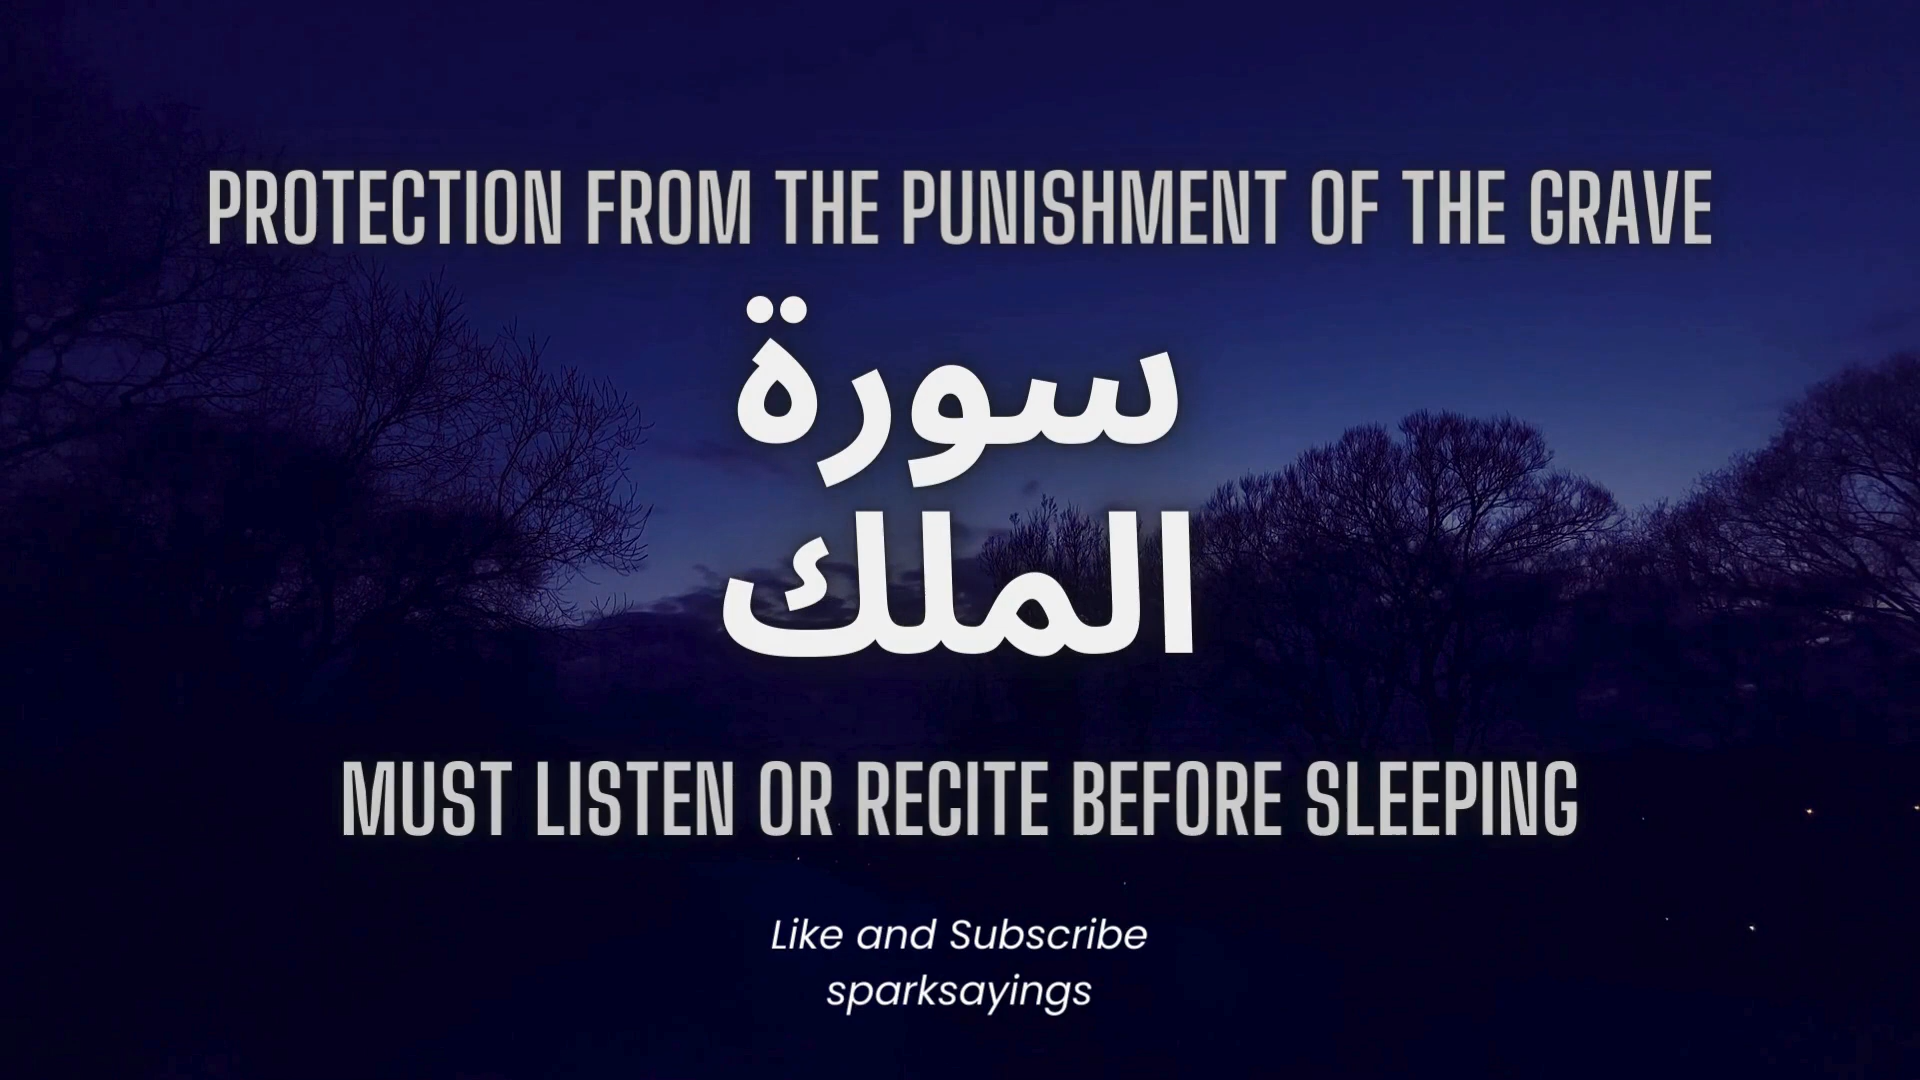 PROTECTION FROM THE PUNISHMENT OF THE GRAVE
سورة
الملك
MUST LISTEN OR RECITE BEFORE SLEEPING
Like and Subscribe
sparksayings